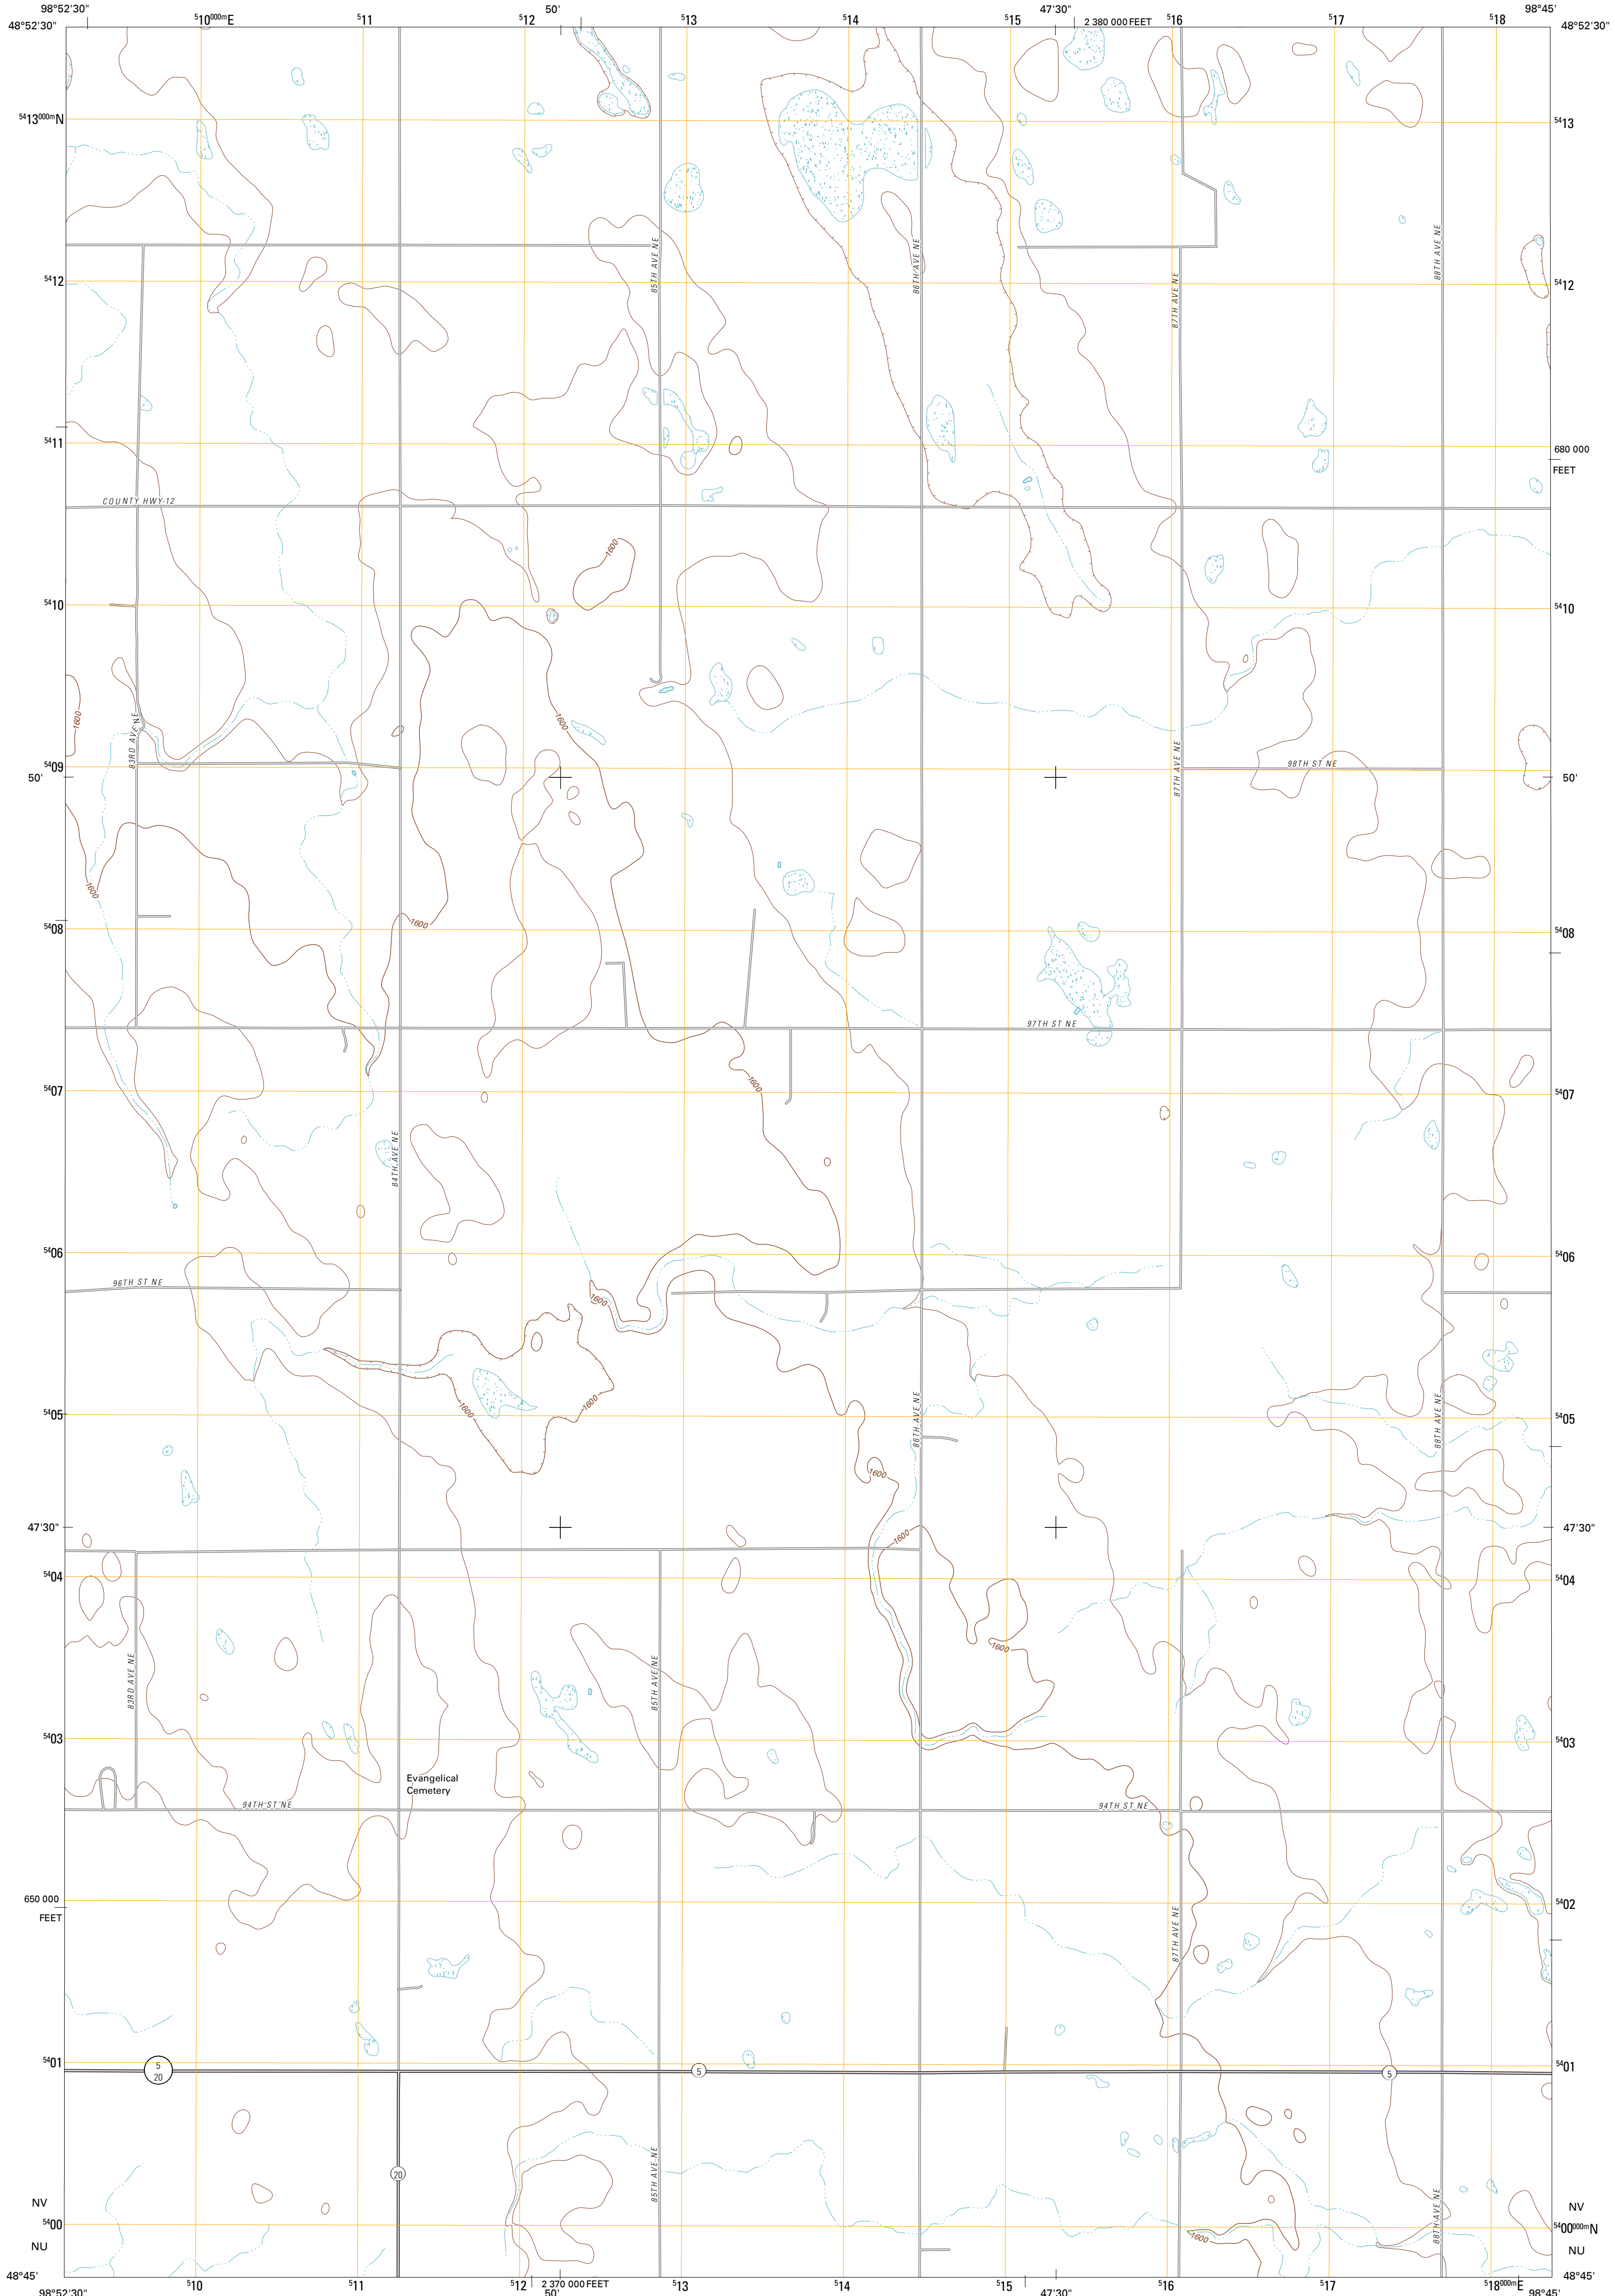 98°52'30"
⁵10⁰⁰⁰ᵐE
⁵11
⁵12
50'
⁵13
⁵14
⁵15
47'30"
2 380 000 FEET
⁵16
⁵17
⁵18
98°45'
48°52'30"
48°52'30"
⁵⁴13⁰⁰⁰ᵐN
⁵⁴13
85TH AVE NE
86TH AVE NE
88TH AVE NE
⁵⁴12
87TH AVE NE
⁵⁴12
⁵⁴11
680 000
FEET
COUNTY HWY-12
1600
⁵⁴10
⁵⁴10
1600
1600
83RD AVE NE
⁵⁴09
87TH AVE NE
98TH ST NE
⁵⁴09
50'
50'
1600
1600
⁵⁴08
⁵⁴08
97TH ST NE
⁵⁴07
1600
⁵⁴07
84TH AVE NE
⁵⁴06
⁵⁴06
96TH ST NE
1600
1600
1600
⁵⁴05
86TH AVE NE
88TH AVE NE
⁵⁴05
1600
47'30"
1600
47'30"
⁵⁴04
⁵⁴04
1600
83RD AVE NE
85TH AVE NE
⁵⁴03
⁵⁴03
Evangelical
Cemetery
94TH ST NE
94TH ST NE
650 000
FEET
⁵⁴02
87TH AVE NE
⁵⁴01
5
20
5
5
⁵⁴01
20
85TH AVE NE
88TH AVE NE
NV
NV
⁵⁴00
1600
⁵⁴00⁰⁰⁰ᵐN
NU
NU
48°45'
48°45'
98°52'30"
⁵10
⁵11
⁵12
2 370 000 FEET
50'
⁵13
⁵14
⁵15
47'30"
⁵16
⁵17
⁵18⁰⁰⁰ᵐE
98°45'